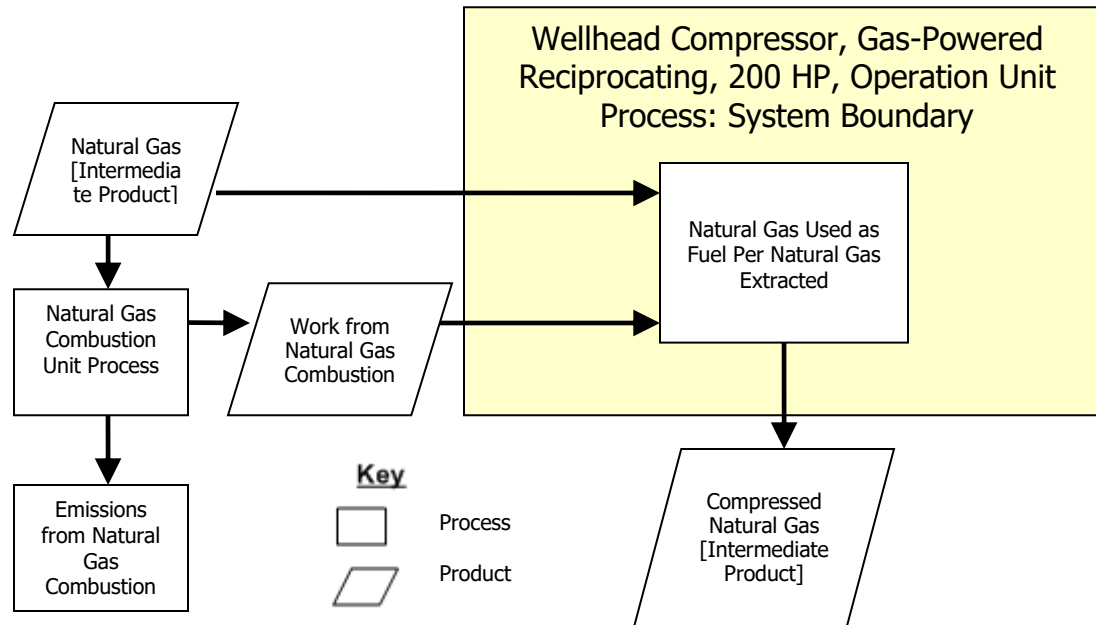 Wellhead Compressor, Gas-Powered
Reciprocating, 200 HP, Operation Unit
Process: System Boundary
Natural Gas
[Intermedia
te Product]
Natural Gas Used as
Fuel Per Natural Gas
Extracted
Natural Gas
Combustion
Unit Process
Work from
Natural Gas
Combustion
Key
Process
Product
Emissions
from Natural
Gas
Combustion
Compressed
Natural Gas
[Intermediate
Product]